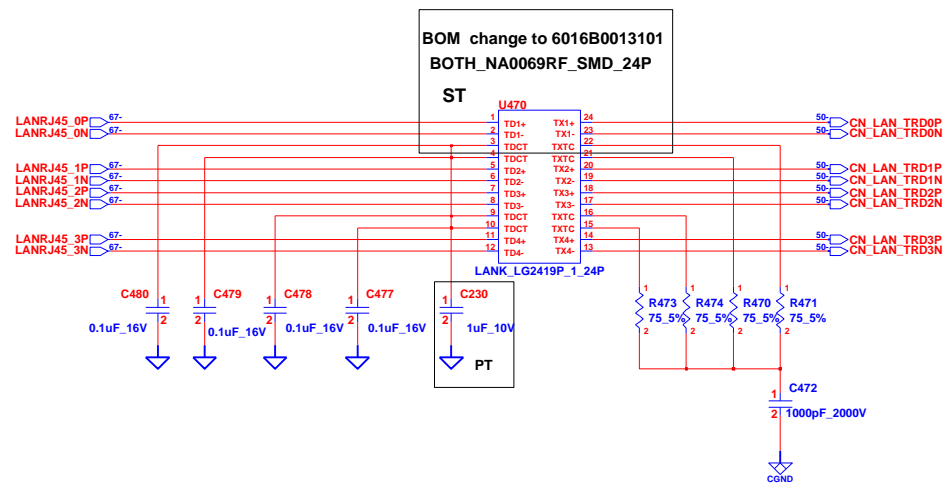 BOM change to 6016B0013101
BOTH_NA0069RF_SMD_24P
ST
U470
LANRJ45_0P 67- 1 TD1+ TX1+ 24 50- CN_LAN_TRD0P
LANRJ45_0N 67- 2 TD1- TX1- 23 50- CN_LAN_TRD0N
3 TDCT TXTC 22
4 TDCT TXTC 21
LANRJ45_1P 67- 5 TD2+ TX2+ 20 50- CN_LAN_TRD1P
LANRJ45_1N 67- 6 TD2- TX2- 19 50- CN_LAN_TRD1N
LANRJ45_2P 67- 7 TD3+ TX3+ 18 50- CN_LAN_TRD2P
LANRJ45_2N 67- 8 TD3- TX3- 17 50- CN_LAN_TRD2N
9 TDCT TXTC 16
10 TDCT TXTC 15
LANRJ45_3P 67- 11 TD4+ TX4+ 14 50- CN_LAN_TRD3P
LANRJ45_3N 67- 12 TD4- TX4- 13 50- CN_LAN_TRD3N
LANK_LG2419P_1_24P
C480 C479 C478 C477 C230
1 1 1 1 1
2 2 2 2 2
0.1uF_16V 0.1uF_16V 0.1uF_16V 0.1uF_16V 1uF_10V
PT
1 1 1 1
R473 R474 R470 R471
75_5% 75_5% 75_5% 75_5%
2 2 2 2
C472
1
2
1000pF_2000V
CGND